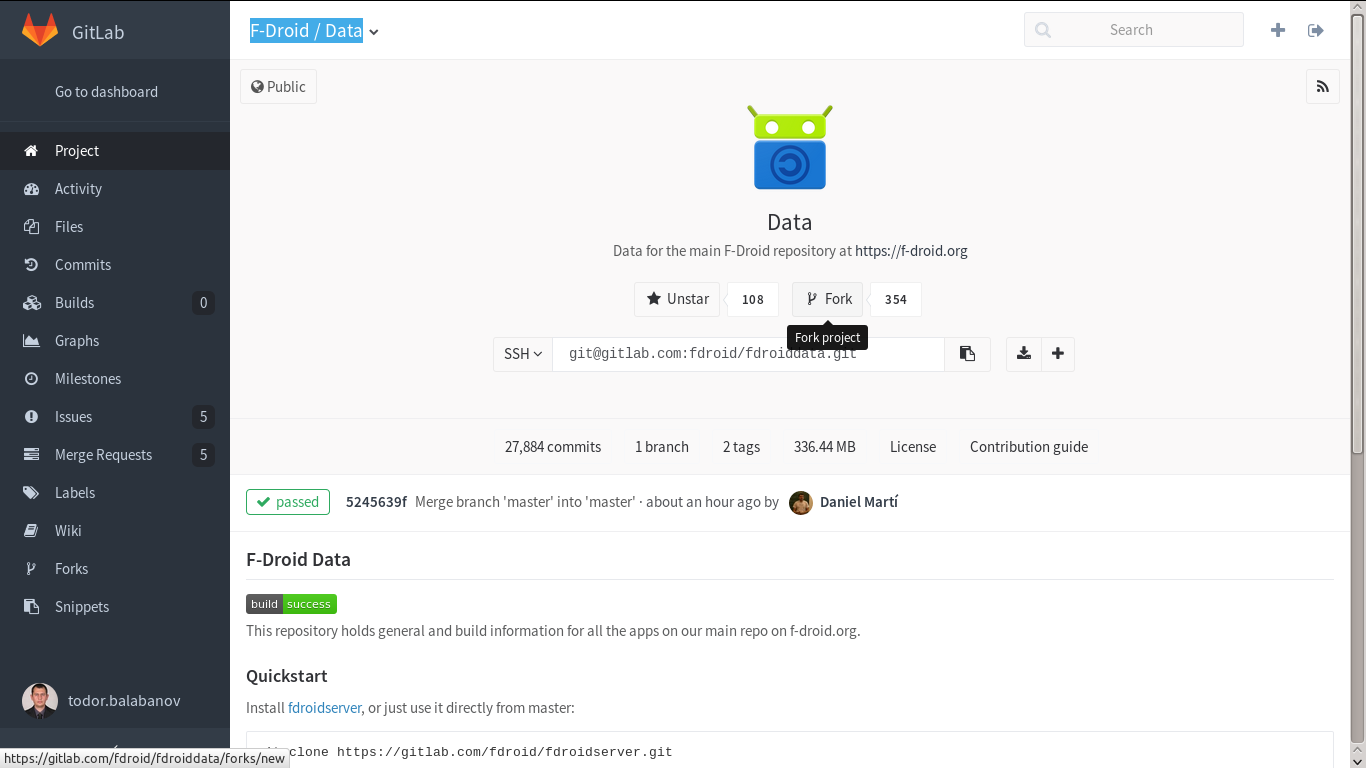 GitLab
F-Droid / Data
Search
Go to dashboard
Public
Project
Activity
Files
Commits
Builds 0
Graphs
Milestones
Issues 5
Merge Requests 5
Labels
Wiki
Forks
Snippets
todor.balabanov
Data
Data for the main F-Droid repository at https://f-droid.org
Unstar 108 Fork 354
Fork project
SSH git@gitlab.com:fdroid/fdroiddata.git
27,884 commits 1 branch 2 tags 336.44 MB License Contribution guide
passed 5245639f Merge branch 'master' into 'master' · about an hour ago by Daniel Martí
F-Droid Data
build success
This repository holds general and build information for all the apps on our main repo on f-droid.org.
Quickstart
Install fdroidserver, or just use it directly from master:
clone https://gitlab.com/fdroid/fdroidserver.git
https://gitlab.com/fdroid/fdroiddata/forks/new